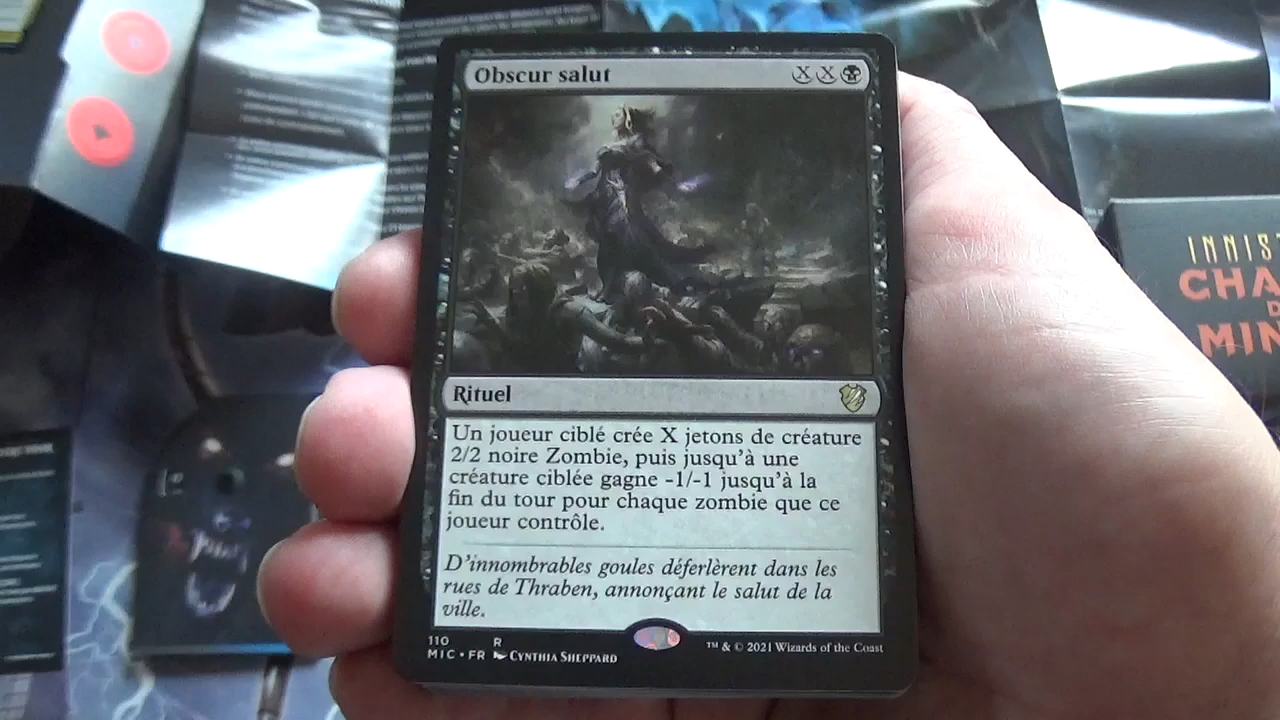 Obscur salut
X X
Rituel
Un joueur ciblé crée X jetons de créature
2/2 noire Zombie, puis jusqu'à une
créature ciblée gagne -1/-1 jusqu'à la
fin du tour pour chaque zombie que ce
joueur contrôle.
D'innombrables goules déferlèrent dans les
rues de Thraben, annonçant le salut de la
ville.
110 R
MIC • FR Cynthia Sheppard
™ & © 2021 Wizards of the Coast
INNIST
CHA
D
MIN